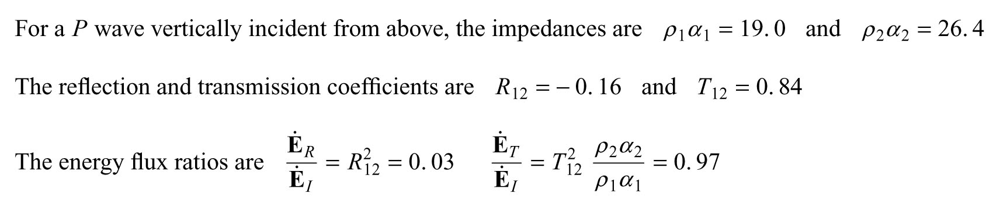 For a P wave vertically incident from above, the impedances are ρ₁α₁ = 19.0 and ρ₂α₂ = 26.4
The reflection and transmission coefficients are R₁₂ = − 0.16 and T₁₂ = 0.84
The energy flux ratios are Ė_R / Ė_I = R₁₂² = 0.03 Ė_T / Ė_I = T₁₂² ρ₂α₂ / ρ₁α₁ = 0.97